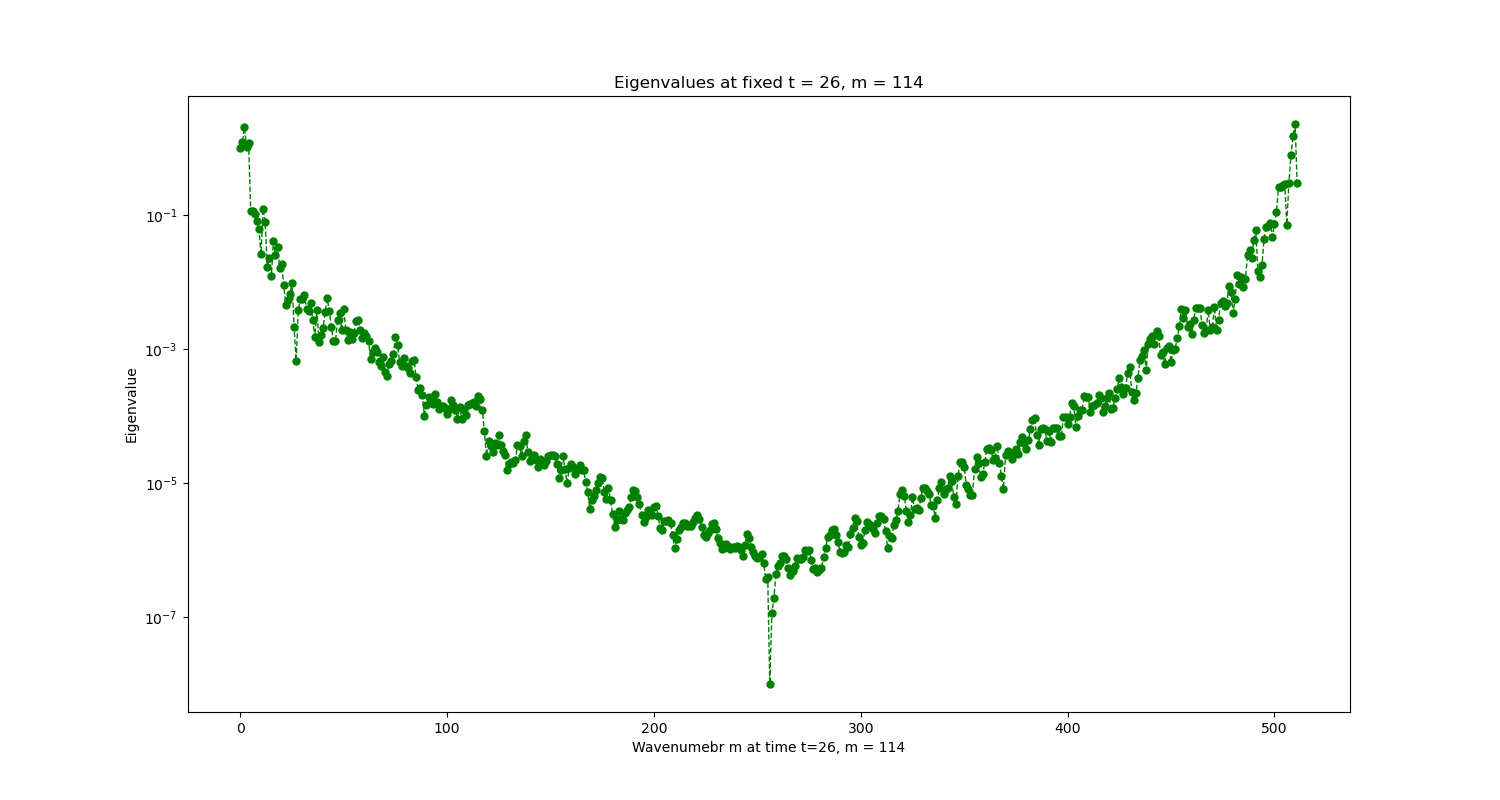 Eigenvalues at fixed t = 26, m = 114
Eigenvalue
10⁻¹
10⁻³
10⁻⁵
10⁻⁷
0 100 200 300 400 500
Wavenumebr m at time t=26, m = 114